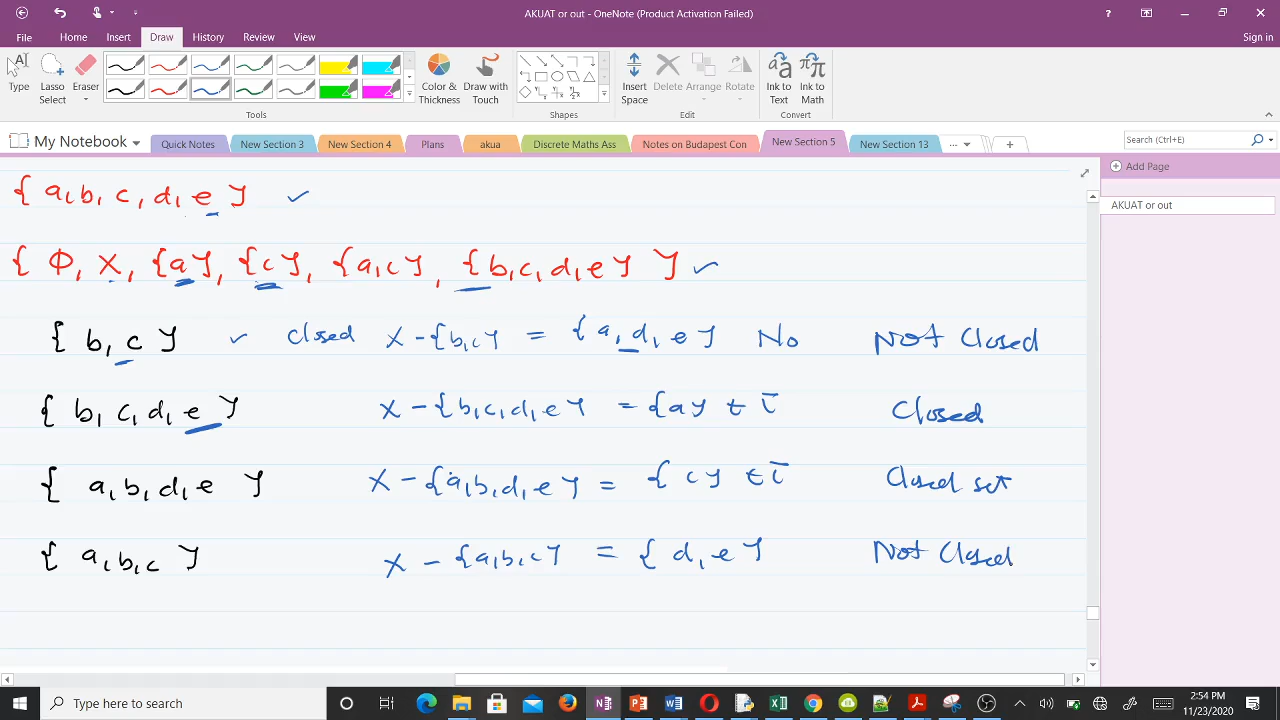 AKUAT or out - OneNote (Product Activation Failed)
File Home Insert Draw History Review View Sign in
Type Lasso Select Eraser Color & Thickness Draw with Touch Insert Space Delete Arrange Rotate Ink to Text Ink to Math
Tools Shapes Edit Convert
My Notebook Quick Notes New Section 3 New Section 4 Plans akua Discrete Maths Ass Notes on Budapest Con New Section 5 New Section 13 ... + Search (Ctrl+E)
Add Page
AKUAT or out
{ a, b, c, d, e } ✓
{ Φ, X, {a}, {c}, {a,c}, {b,c,d,e} } ✓
{ b, c } ✓ closed X - {b,c} = { a, d, e } No Not Closed
{ b, c, d, e } X - {b,c,d,e} = {a} ∈ τ Closed
{ a, b, d, e } X - {a,b,d,e} = { c } ∈ τ Closed set
{ a, b, c } X - {a,b,c} = { d, e } Not Closed
Type here to search
2:54 PM
11/23/2020